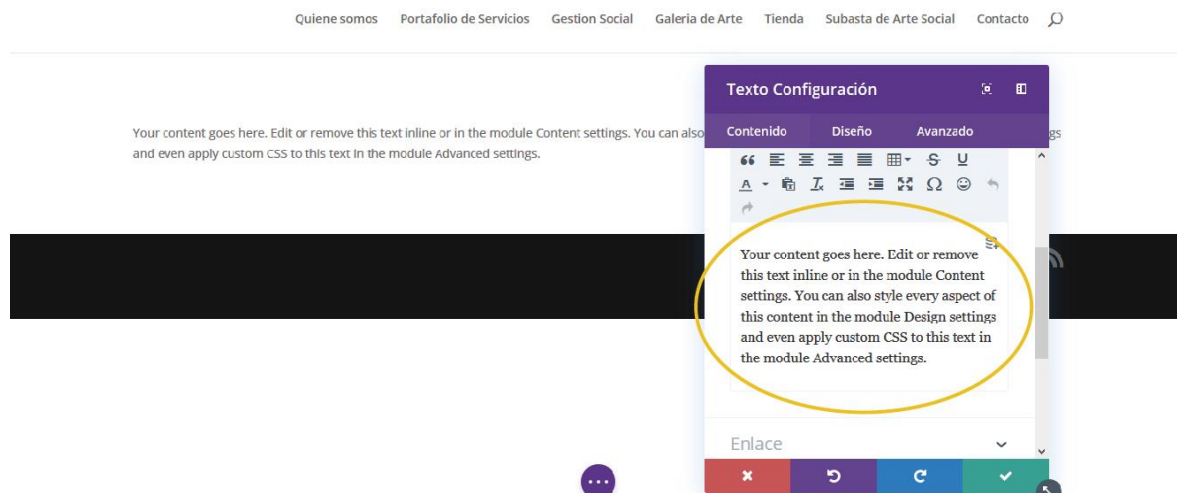 Quiene somos Portafolio de Servicios Gestion Social Galeria de Arte Tienda Subasta de Arte Social Contacto
Texto Configuración
Contenido Diseño Avanzado
Your content goes here. Edit or remove this text inline or in the module Content settings. You can also
gs
and even apply custom CSS to this text in the module Advanced settings.
Your content goes here. Edit or remove
this text inline or in the module Content
settings. You can also style every aspect of
this content in the module Design settings
and even apply custom CSS to this text in
the module Advanced settings.
Enlace